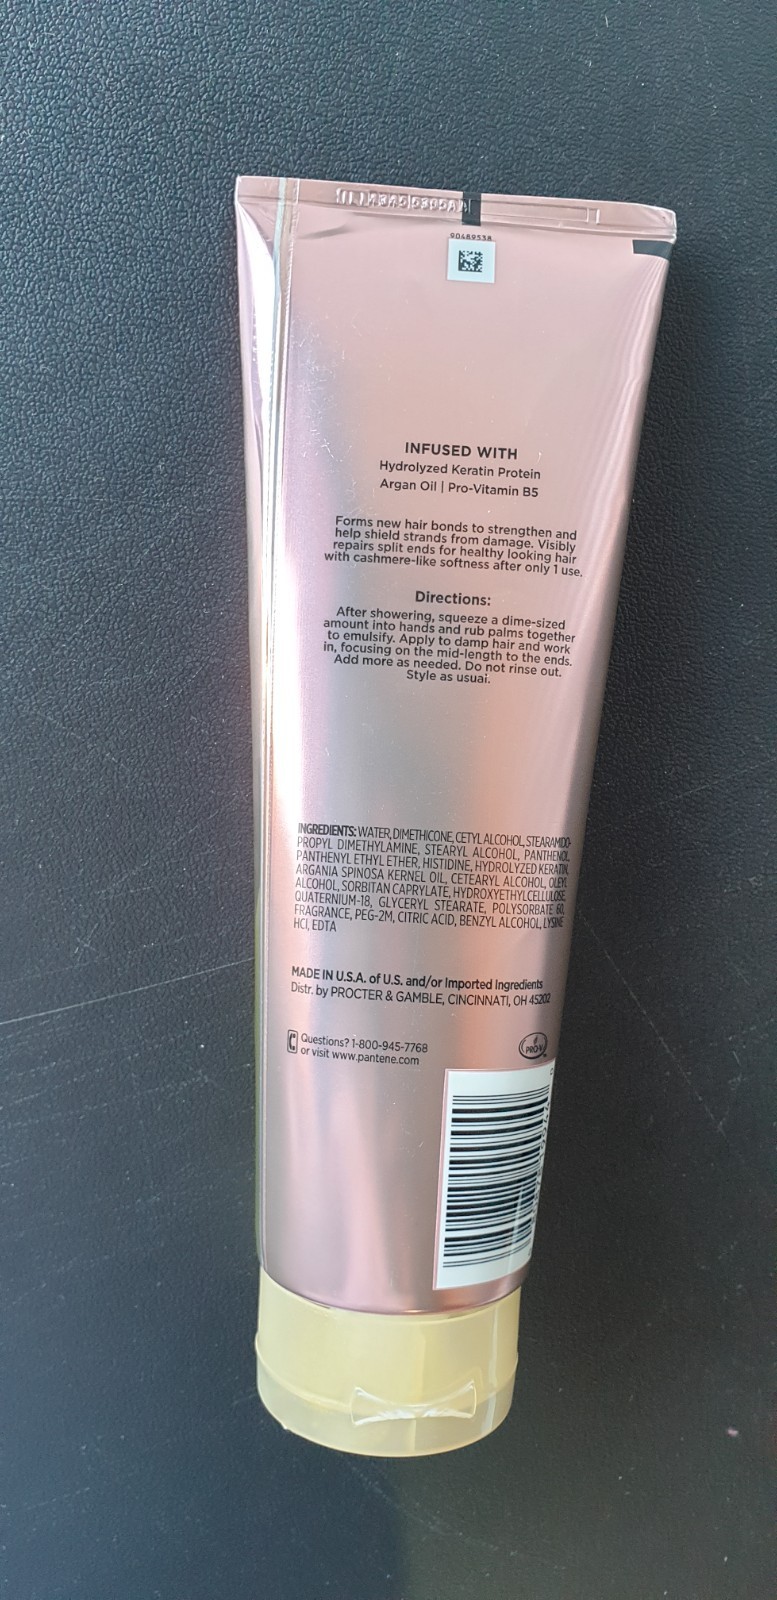 90489538
INFUSED WITH
Hydrolyzed Keratin Protein
Argan Oil | Pro-Vitamin B5
Forms new hair bonds to strengthen and
help shield strands from damage. Visibly
repairs split ends for healthy looking hair
with cashmere-like softness after only 1 use.
Directions:
After showering, squeeze a dime-sized
amount into hands and rub palms together
to emulsify. Apply to damp hair and work
in, focusing on the mid-length to the ends.
Add more as needed. Do not rinse out.
Style as usual.
INGREDIENTS: WATER, DIMETHICONE, CETYL ALCOHOL, STEARAMIDO-
PROPYL DIMETHYLAMINE, STEARYL ALCOHOL, PANTHENOL,
PANTHENYL ETHYL ETHER, HISTIDINE, HYDROLYZED KERATIN,
ARGANIA SPINOSA KERNEL OIL, CETEARYL ALCOHOL, OLEYL
ALCOHOL, SORBITAN CAPRYLATE, HYDROXYETHYLCELLULOSE,
QUATERNIUM-18, GLYCERYL STEARATE, POLYSORBATE 60,
FRAGRANCE, PEG-2M, CITRIC ACID, BENZYL ALCOHOL, LYSINE
HCl, EDTA
MADE IN U.S.A. of U.S. and/or Imported Ingredients
Distr. by PROCTER & GAMBLE, CINCINNATI, OH 45202
Questions? 1-800-945-7768
or visit www.pantene.com
PRO-V